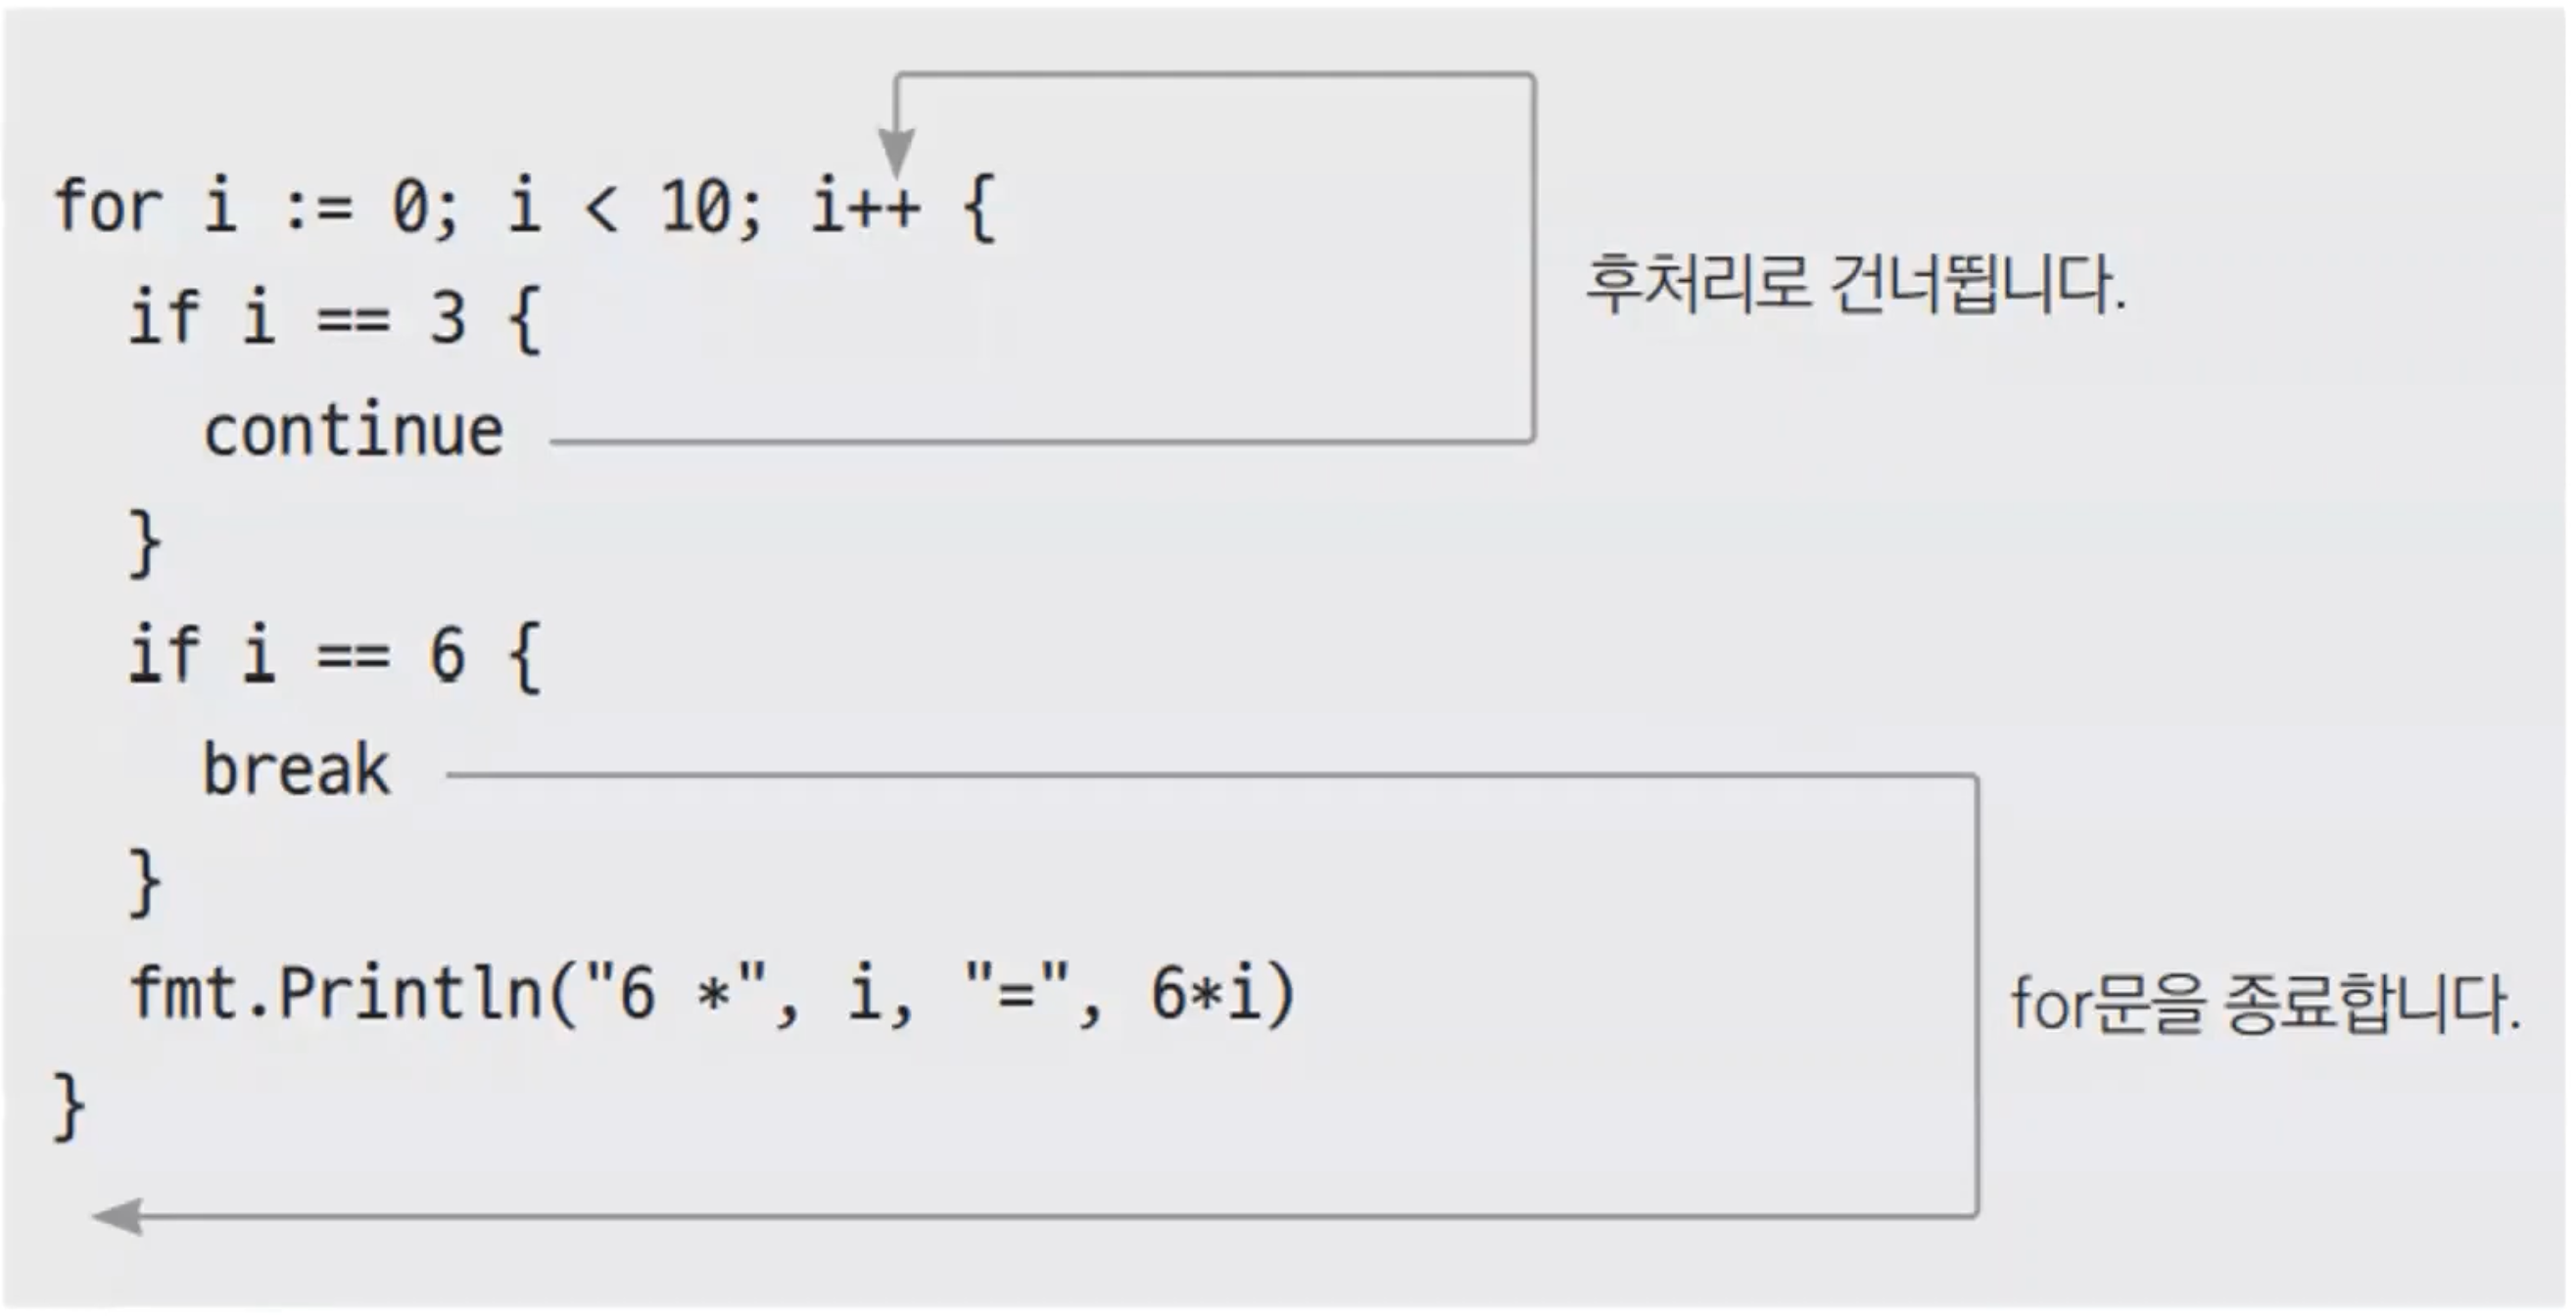 for i := 0; i < 10; i++ {
if i == 3 {
continue
후처리로 건너뜁니다.
}
if i == 6 {
break
}
fmt.Println("6 *", i, "=", 6*i)
for문을 종료합니다.
}